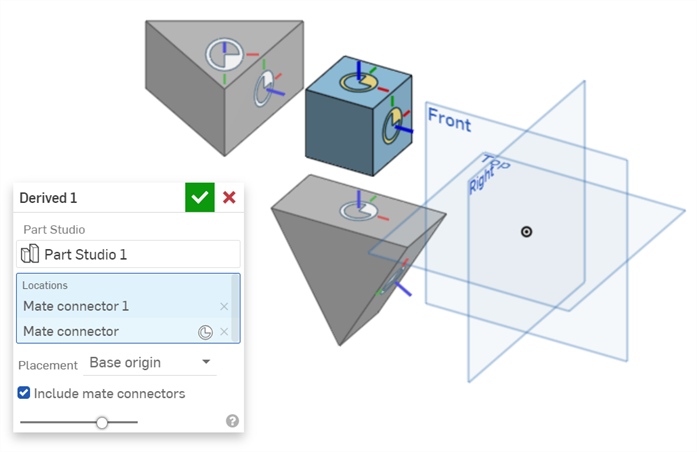 Front
Top
Right
Derived 1
Part Studio
Part Studio 1
Locations
Mate connector 1
Mate connector
Placement Base origin
Include mate connectors
?